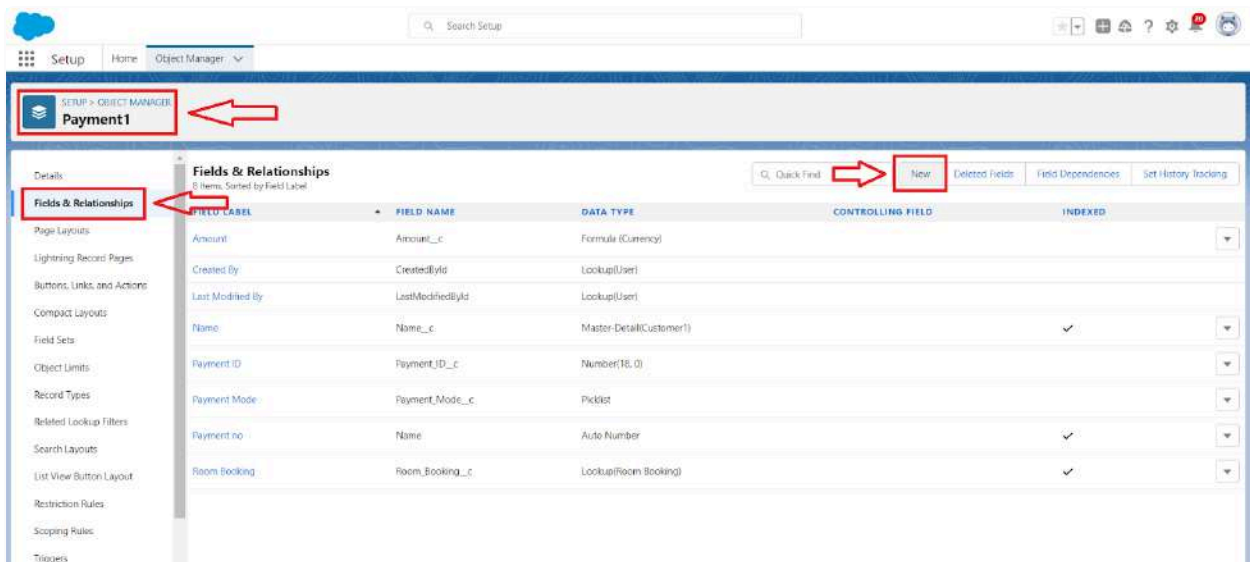 Search Setup
20
Setup Home Object Manager
SETUP > OBJECT MANAGER
Payment1
Details
Fields & Relationships
Page Layouts
Lightning Record Pages
Buttons, Links, and Actions
Compact Layouts
Field Sets
Object Limits
Record Types
Related Lookup Filters
Search Layouts
List View Button Layout
Restriction Rules
Scoping Rules
Triggers
Fields & Relationships
8 Items, Sorted by Field Label
Quick Find New Deleted Fields Field Dependencies Set History Tracking
FIELD LABEL FIELD NAME DATA TYPE CONTROLLING FIELD INDEXED
Amount Amount__c Formula (Currency)
Created By CreatedById Lookup(User)
Last Modified By LastModifiedById Lookup(User)
Name Name__c Master-Detail(Customer1)
Payment ID Payment_ID__c Number(18, 0)
Payment Mode Payment_Mode__c Picklist
Payment no Name Auto Number
Room Booking Room_Booking__c Lookup(Room Booking)